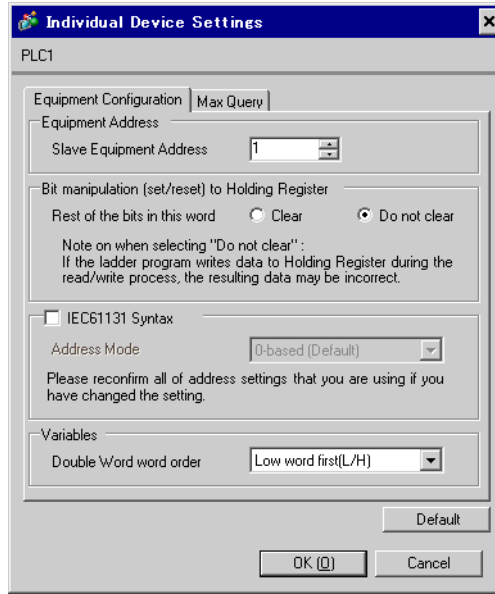 Individual Device Settings
PLC1
Equipment Configuration Max Query
Equipment Address
Slave Equipment Address 1
Bit manipulation (set/reset) to Holding Register
Rest of the bits in this word Clear Do not clear
Note on when selecting "Do not clear" :
If the ladder program writes data to Holding Register during the
read/write process, the resulting data may be incorrect.
IEC61131 Syntax
Address Mode 0-based (Default)
Please reconfirm all of address settings that you are using if you
have changed the setting.
Variables
Double Word word order Low word first(L/H)
Default
OK (O) Cancel